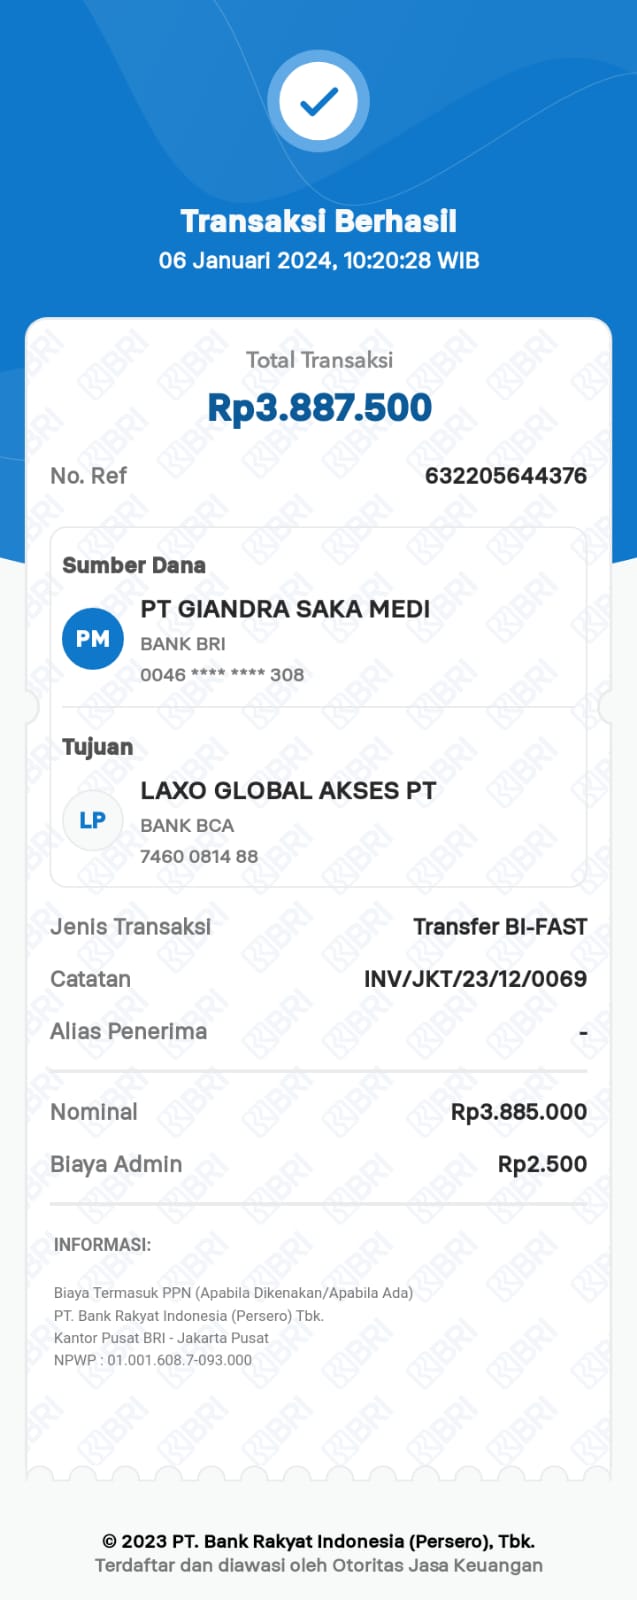 Transaksi Berhasil
06 Januari 2024, 10:20:28 WIB
Total Transaksi
Rp3.887.500
No. Ref 632205644376
Sumber Dana
PM
PT GIANDRA SAKA MEDI
BANK BRI
0046 **** **** 308
Tujuan
LP
LAXO GLOBAL AKSES PT
BANK BCA
7460 0814 88
Jenis Transaksi Transfer BI-FAST
Catatan INV/JKT/23/12/0069
Alias Penerima -
Nominal Rp3.885.000
Biaya Admin Rp2.500
INFORMASI:
Biaya Termasuk PPN (Apabila Dikenakan/Apabila Ada)
PT. Bank Rakyat Indonesia (Persero) Tbk.
Kantor Pusat BRI - Jakarta Pusat
NPWP : 01.001.608.7-093.000
© 2023 PT. Bank Rakyat Indonesia (Persero), Tbk.
Terdaftar dan diawasi oleh Otoritas Jasa Keuangan